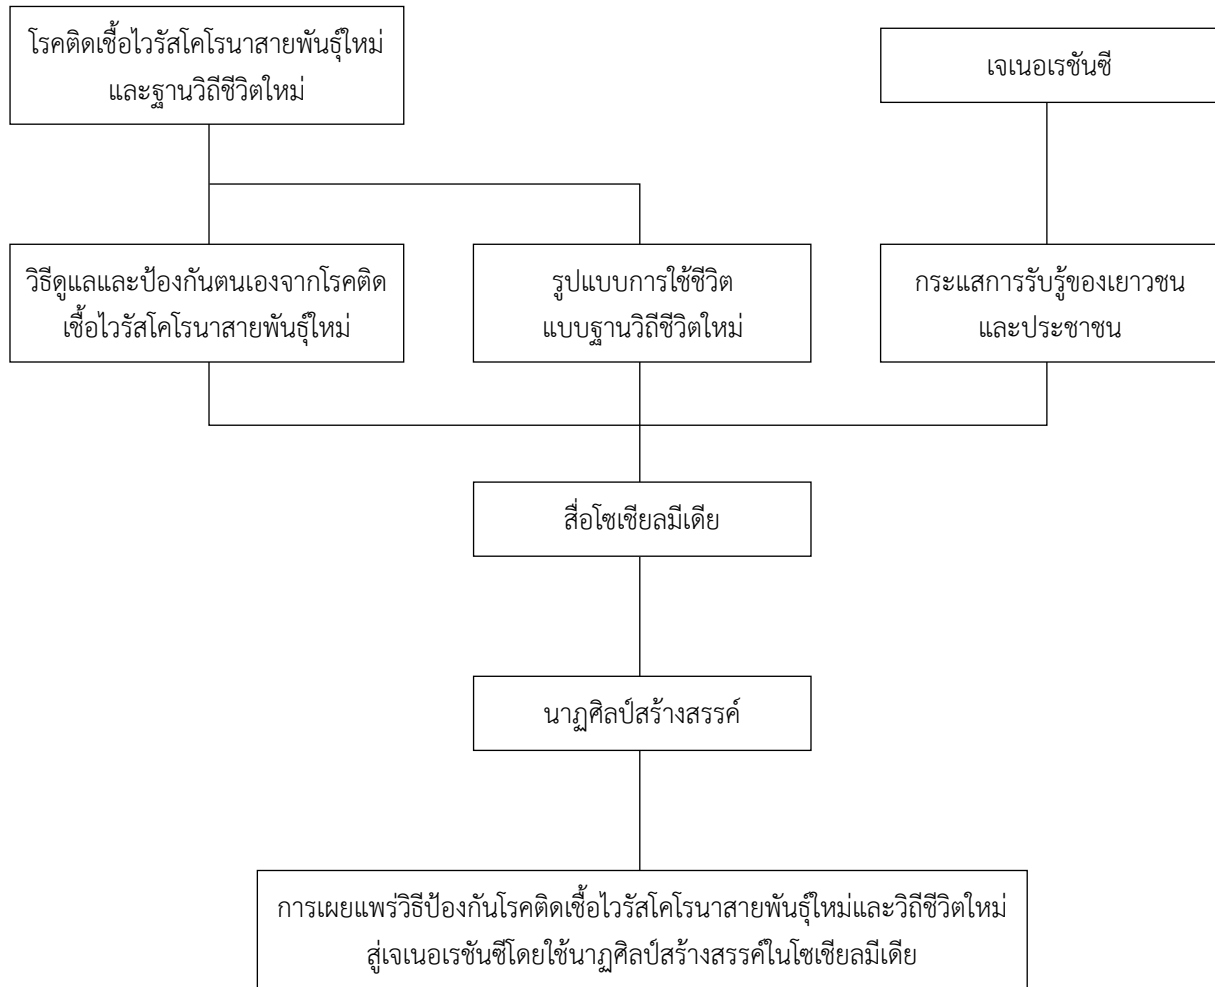 โรคติดเชื้อไวรัสโคโรนาสายพันธุ์ใหม่
และฐานวิถีชีวิตใหม่
เจเนอเรชันซี
วิธีดูแลและป้องกันตนเองจากโรคติด
เชื้อไวรัสโคโรนาสายพันธุ์ใหม่
รูปแบบการใช้ชีวิต
แบบฐานวิถีชีวิตใหม่
กระแสการรับรู้ของเยาวชน
และประชาชน
สื่อโซเชียลมีเดีย
นาฏศิลป์สร้างสรรค์
การเผยแพร่วิธีป้องกันโรคติดเชื้อไวรัสโคโรนาสายพันธุ์ใหม่และวิถีชีวิตใหม่
สู่เจเนอเรชันซีโดยใช้นาฏศิลป์สร้างสรรค์ในโซเชียลมีเดีย